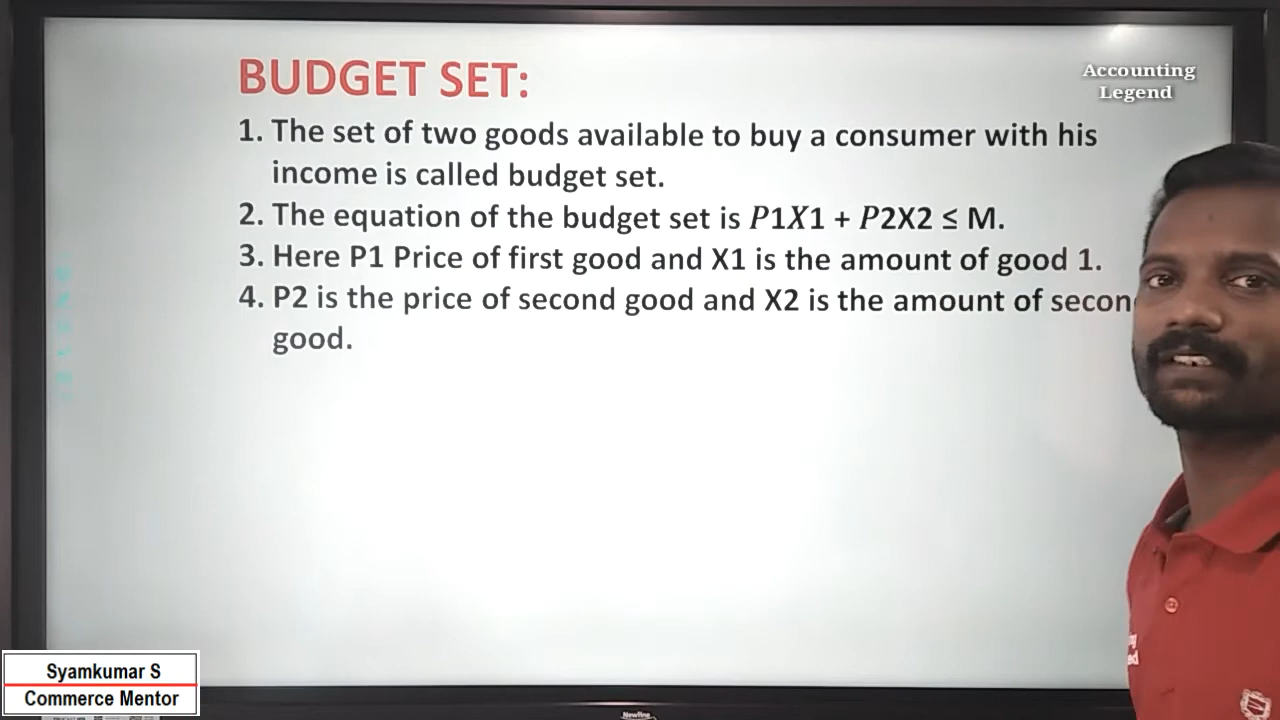 BUDGET SET:
Accounting
Legend
1. The set of two goods available to buy a consumer with his
income is called budget set.
2. The equation of the budget set is P1X1 + P2X2 ≤ M.
3. Here P1 Price of first good and X1 is the amount of good 1.
4. P2 is the price of second good and X2 is the amount of secon
good.
Syamkumar S
Commerce Mentor
Newline